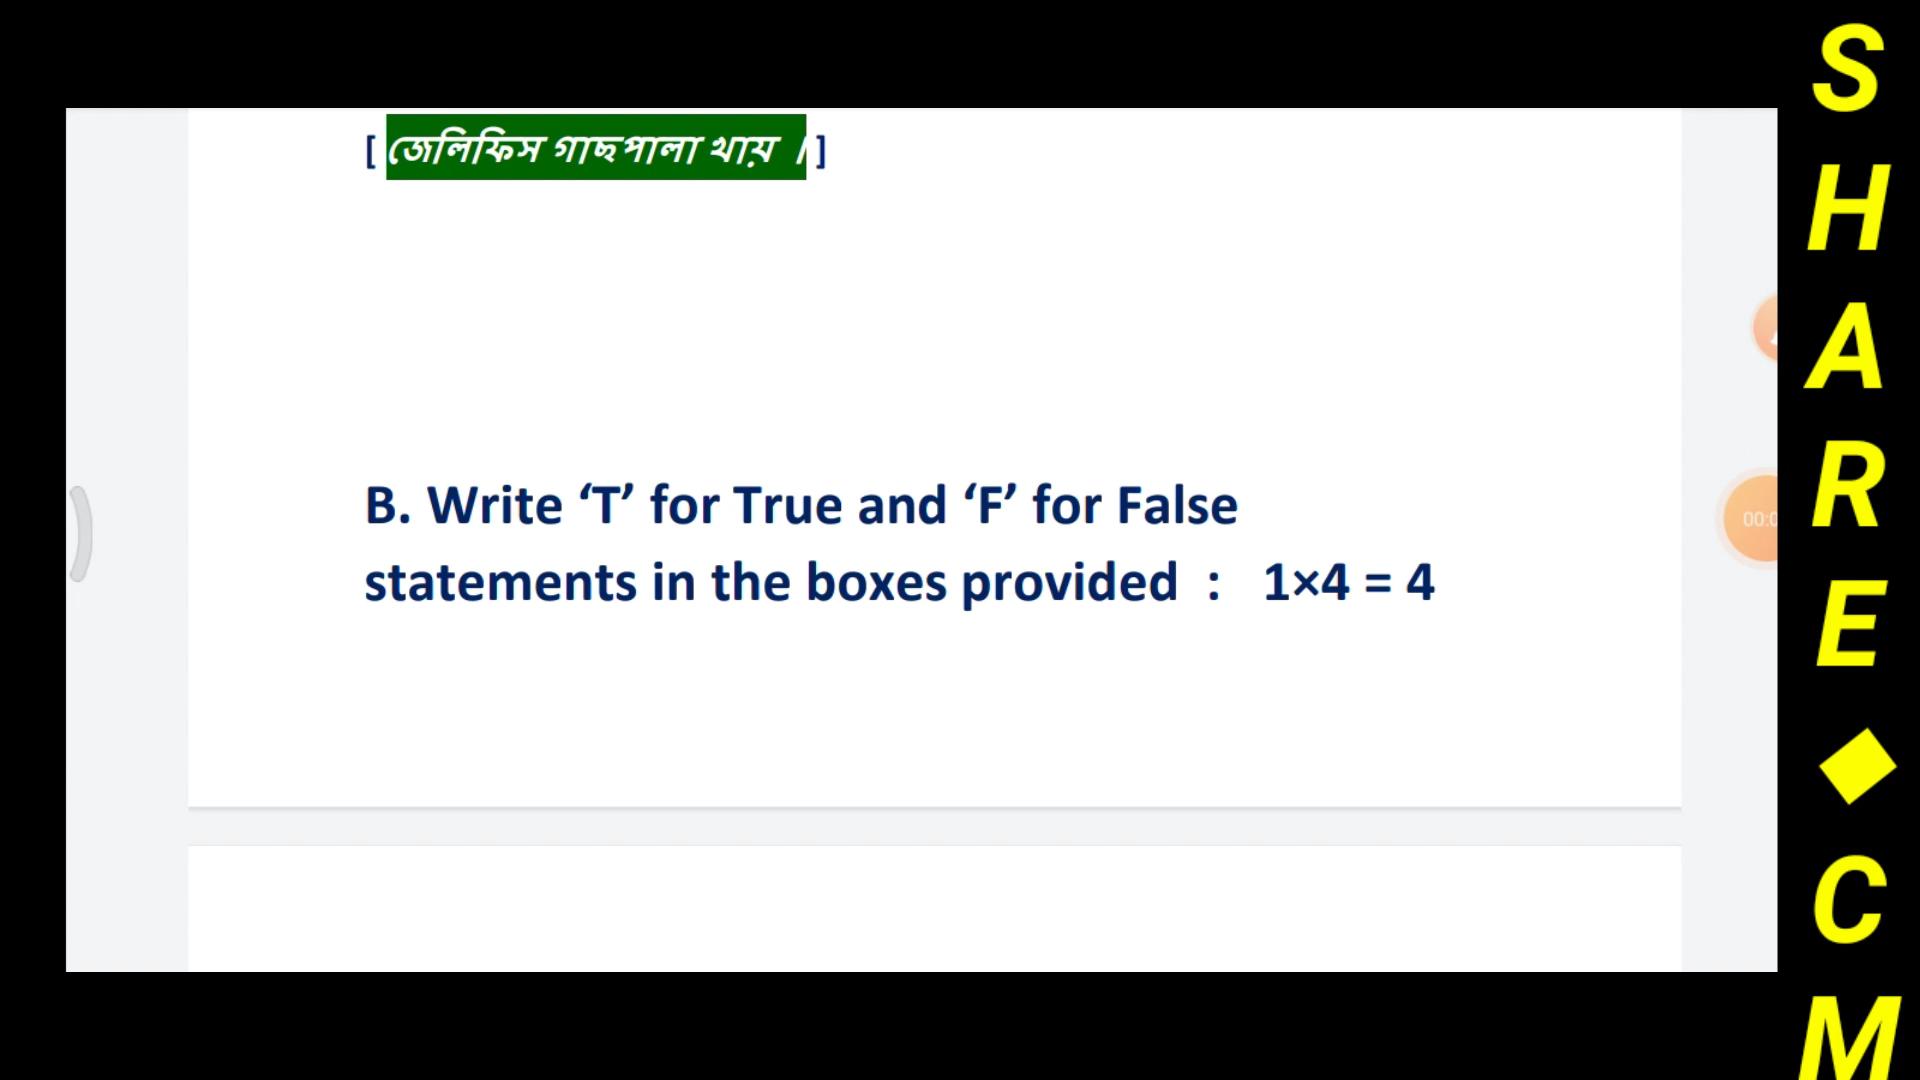 [ জেলিফিস গাছপালা খায় । ]
B. Write ‘T’ for True and ‘F’ for False
statements in the boxes provided : 1×4 = 4
S
H
A
R
E
◆
C
M